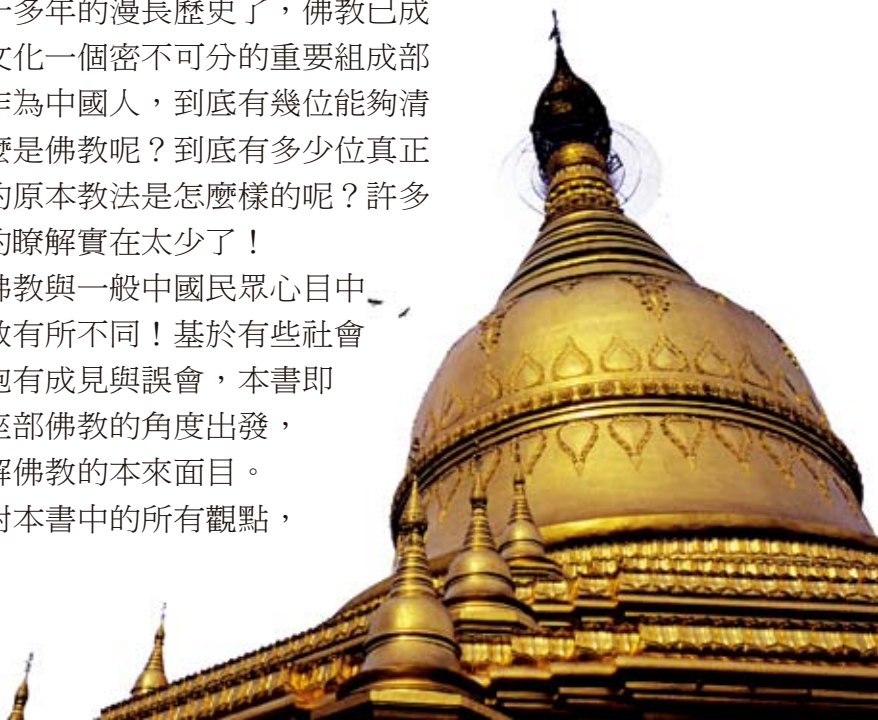 十多年的漫長歷史了，佛教已成
文化一個密不可分的重要組成部
作為中國人，到底有幾位能夠清
麼是佛教呢？到底有多少位真正
的原本教法是怎麼樣的呢？許多
的瞭解實在太少了！
佛教與一般中國民眾心目中
教有所不同！基於有些社會
抱有成見與誤會，本書即
座部佛教的角度出發，
解佛教的本來面目。
對本書中的所有觀點，